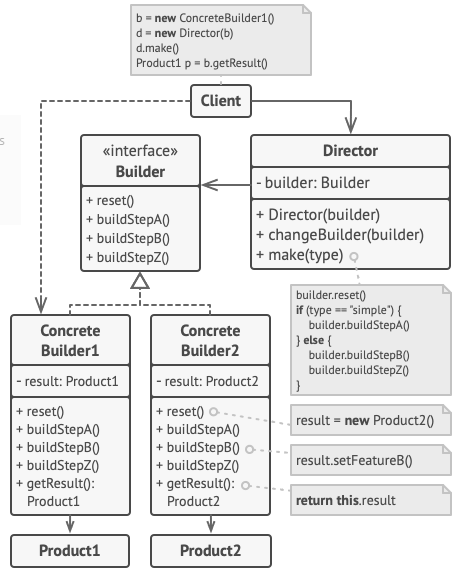 b = new ConcreteBuilder1()
d = new Director(b)
d.make()
Product1 p = b.getResult()
Client
s
«interface»
Builder
+ reset()
+ buildStepA()
+ buildStepB()
+ buildStepZ()
Director
- builder: Builder
+ Director(builder)
+ changeBuilder(builder)
+ make(type)
builder.reset()
if (type == "simple") {
builder.buildStepA()
} else {
builder.buildStepB()
builder.buildStepZ()
}
Concrete
Builder1
- result: Product1
+ reset()
+ buildStepA()
+ buildStepB()
+ buildStepZ()
+ getResult():
Product1
Concrete
Builder2
- result: Product2
+ reset()
+ buildStepA()
+ buildStepB()
+ buildStepZ()
+ getResult():
Product2
result = new Product2()
result.setFeatureB()
return this.result
Product1
Product2